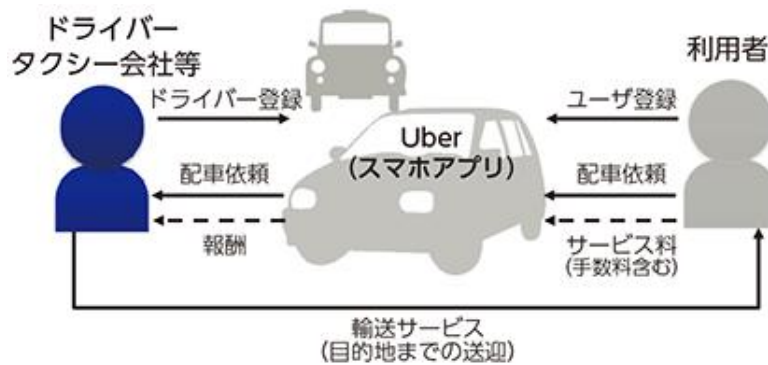 ドライバー
タクシー会社等
利用者
ドライバー登録
ユーザ登録
Uber
(スマホアプリ)
配車依頼
配車依頼
報酬
サービス料
(手数料含む)
輸送サービス
(目的地までの送迎)